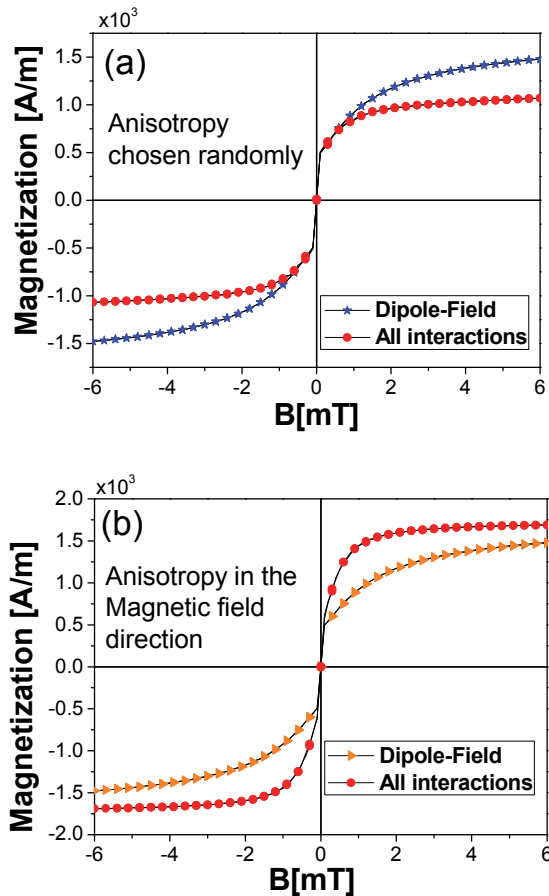 x10³
(a)
Magnetization [A/m]
1.5
1.0
0.5
0.0
-0.5
-1.0
-1.5
Anisotropy
chosen randomly
Dipole-Field
All interactions
-6 -4 -2 0 2 4 6
B[mT]
x10³
(b)
Magnetization [A/m]
2.0
1.5
1.0
0.5
0.0
-0.5
-1.0
-1.5
-2.0
Anisotropy in the
Magnetic field
direction
Dipole-Field
All interactions
-6 -4 -2 0 2 4 6
B[mT]